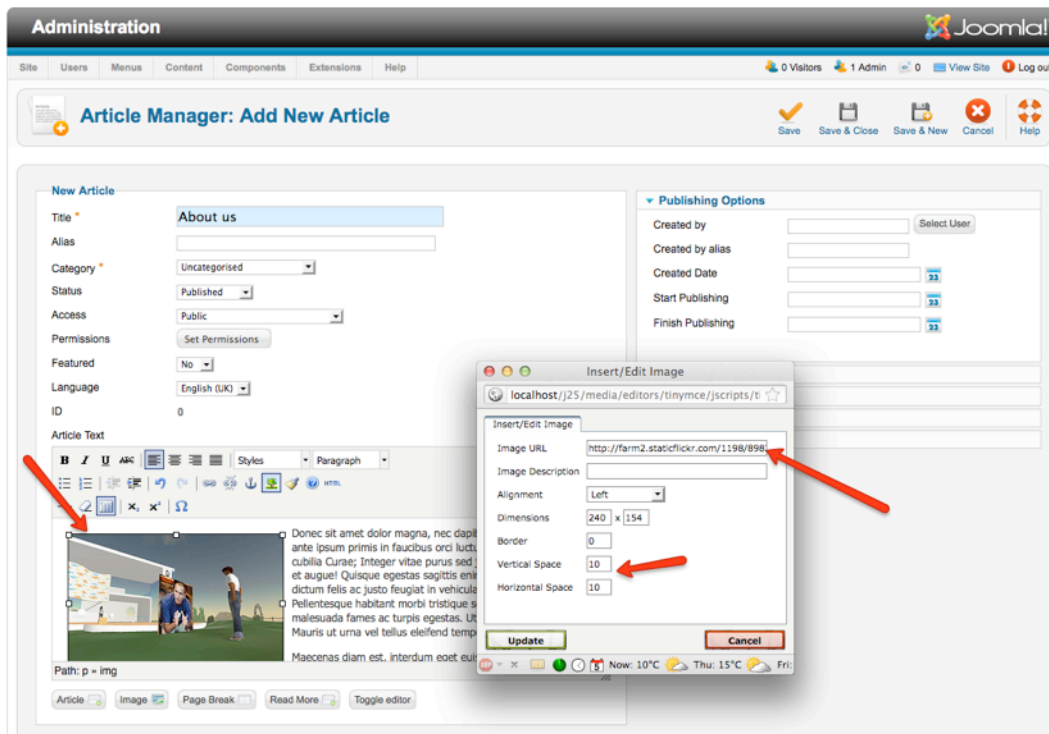 Administration
Joomla!
Site Users Menus Content Components Extensions Help
0 Visitors 1 Admin 0 View Site Log out
Article Manager: Add New Article
Save Save & Close Save & New Cancel Help
New Article
Title * About us
Alias
Category * Uncategorised
Status Published
Access Public
Permissions Set Permissions
Featured No
Language English (UK)
ID 0
Article Text
B I U ABC Styles Paragraph
HTML
X₂ X² Ω
Donec sit amet dolor magna, nec dapi
ante ipsum primis in faucibus orci luctu
cubilia Curae; Integer vitae purus sed
et augue! Quisque egestas sagittis enim
dictum felis ac justo feugiat in vehicula
Pellentesque habitant morbi tristique s
malesuada fames ac turpis egestas. Ut
Mauris ut urna vel tellus eleifend temp
Maecenas diam est, interdum eget eui
Path: p » img
Article Image Page Break Read More Toggle editor
Publishing Options
Created by Select User
Created by alias
Created Date 23
Start Publishing 23
Finish Publishing 23
Insert/Edit Image
localhost/j25/media/editors/tinymce/jscripts/ti
Insert/Edit Image
Image URL http://farm2.staticflickr.com/1198/898
Image Description
Alignment Left
Dimensions 240 x 154
Border 0
Vertical Space 10
Horizontal Space 10
Update Cancel
5 Now: 10°C Thu: 15°C Fri: